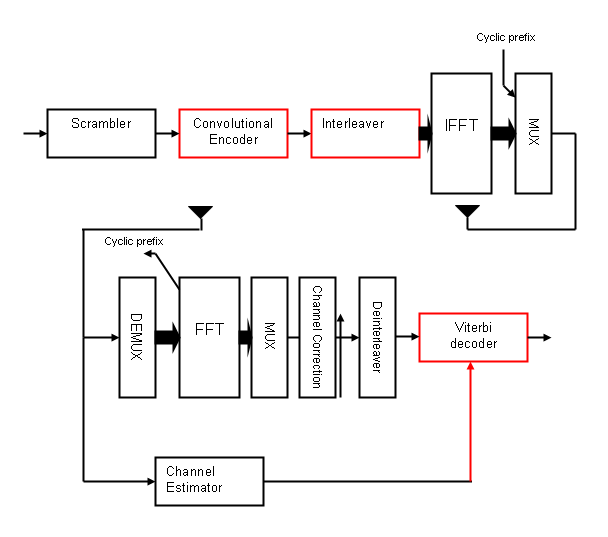 Cyclic prefix
Scrambler
Convolutional
Encoder
Interleaver
IFFT
MUX
Cyclic prefix
DEMUX
FFT
MUX
Channel Correction
Deinterleaver
Viterbi
decoder
Channel
Estimator